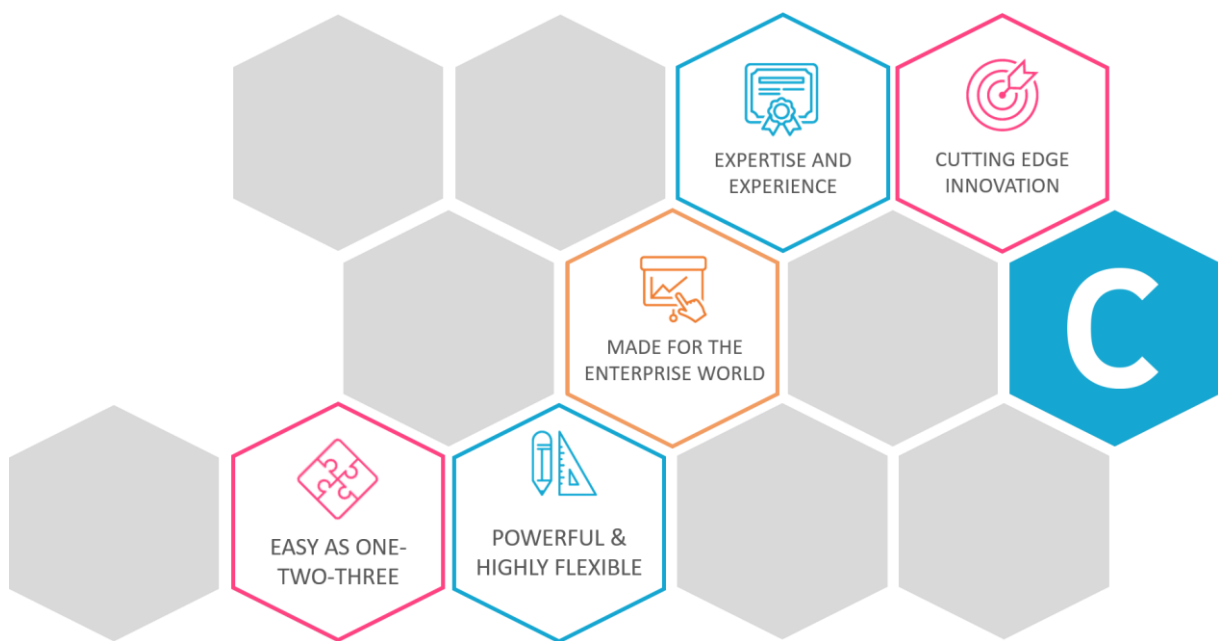 EXPERTISE AND
EXPERIENCE
CUTTING EDGE
INNOVATION
MADE FOR THE
ENTERPRISE WORLD
C
EASY AS ONE-
TWO-THREE
POWERFUL &
HIGHLY FLEXIBLE